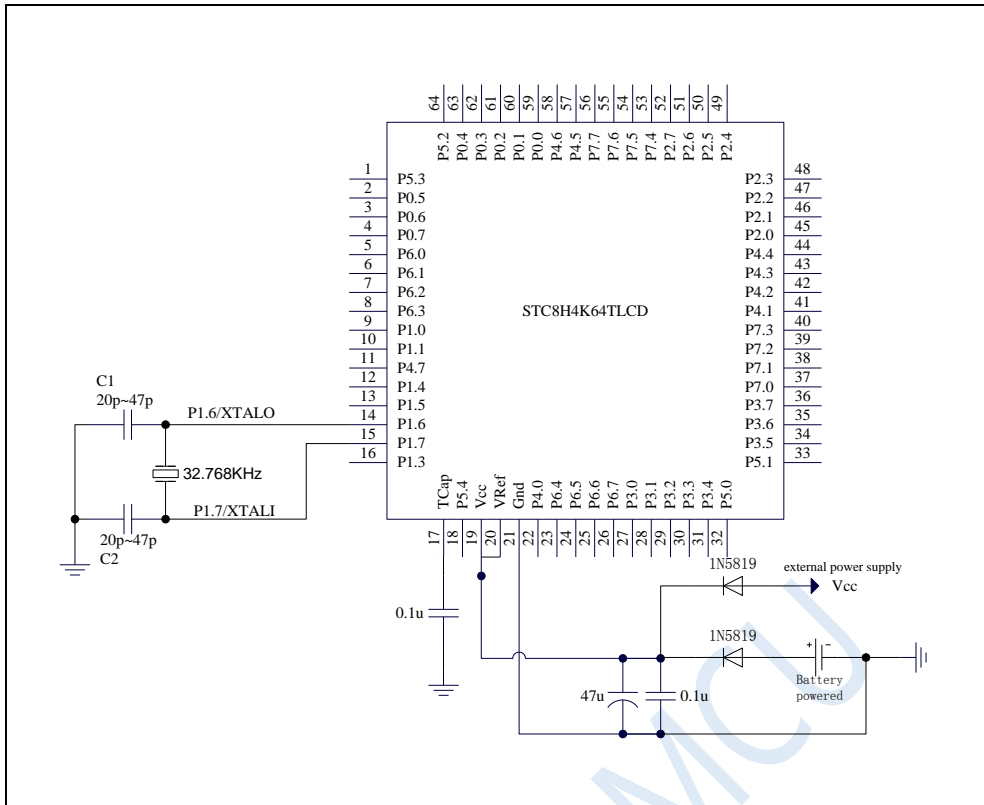 64 63 62 61 60 59 58 57 56 55 54 53 52 51 50 49
P5.2 P0.4 P0.3 P0.2 P0.1 P0.0 P4.6 P4.5 P7.7 P7.6 P7.5 P7.4 P2.7 P2.6 P2.5 P2.4
1 P5.3
2 P0.5
3 P0.6
4 P0.7
5 P6.0
6 P6.1
7 P6.2
8 P6.3
9 P1.0
10 P1.1
11 P4.7
12 P1.4
13 P1.5
14 P1.6
15 P1.7
16 P1.3
STC8H4K64TLCD
P2.3 48
P2.2 47
P2.1 46
P2.0 45
P4.4 44
P4.3 43
P4.2 42
P4.1 41
P7.3 40
P7.2 39
P7.1 38
P7.0 37
P3.7 36
P3.6 35
P3.5 34
P5.1 33
C1
20p~47p
P1.6/XTALO
32.768KHz
P1.7/XTALI
20p~47p
C2
TCap P5.4 Vcc VRef Gnd P4.0 P6.4 P6.5 P6.6 P6.7 P3.0 P3.1 P3.2 P3.3 P3.4 P5.0
17 18 19 20 21 22 23 24 25 26 27 28 29 30 31 32
0.1u
1N5819
external power supply
Vcc
1N5819
+ -
Battery
powered
47u
0.1u
MCU